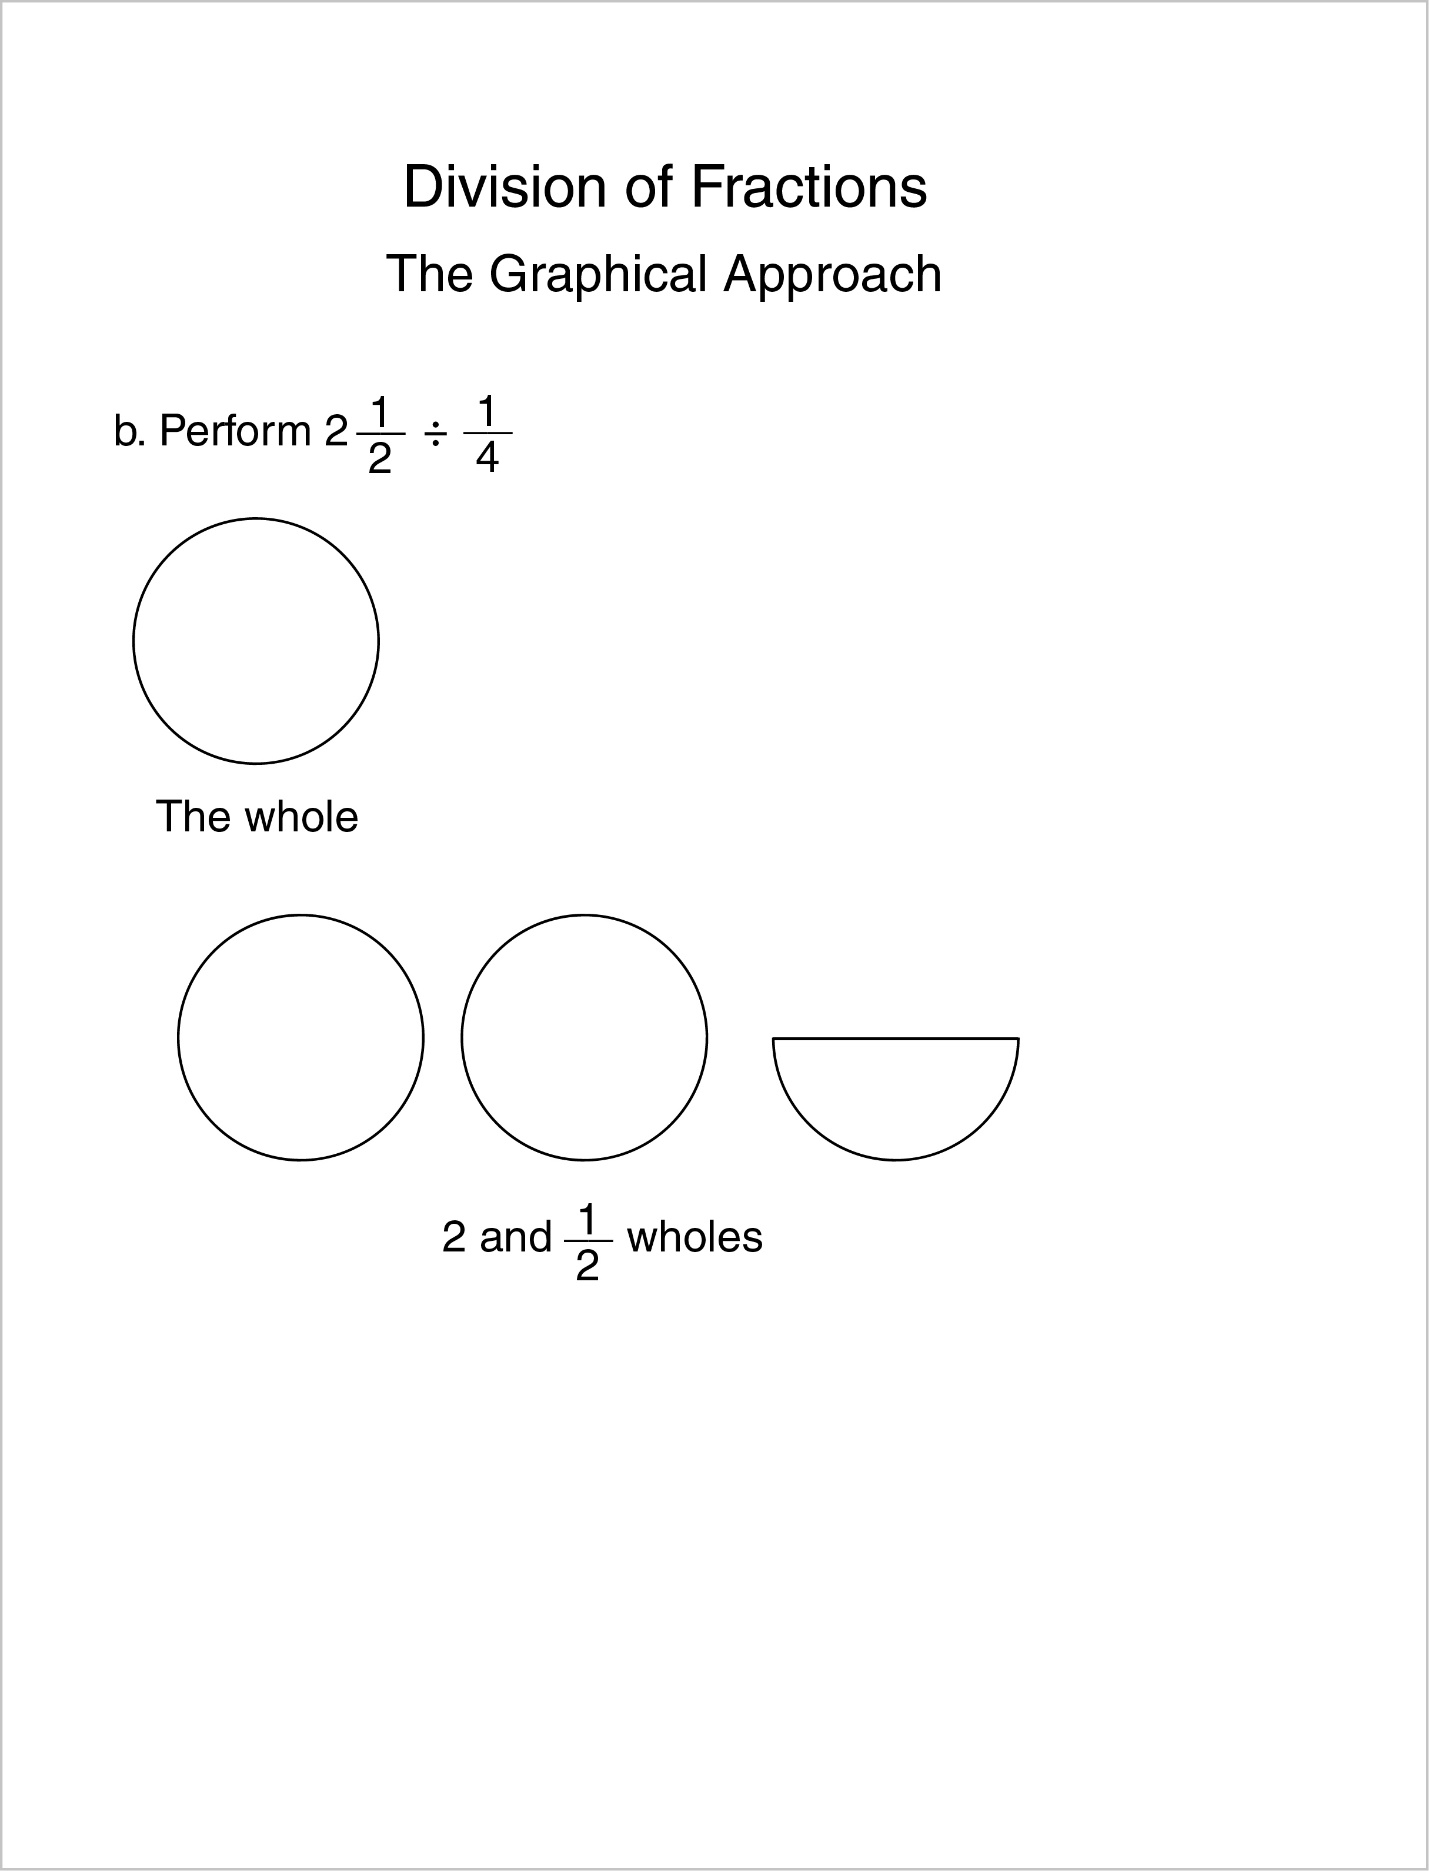 Division of Fractions
The Graphical Approach
b. Perform 2 1/2 ÷ 1/4
The whole
2 and 1/2 wholes